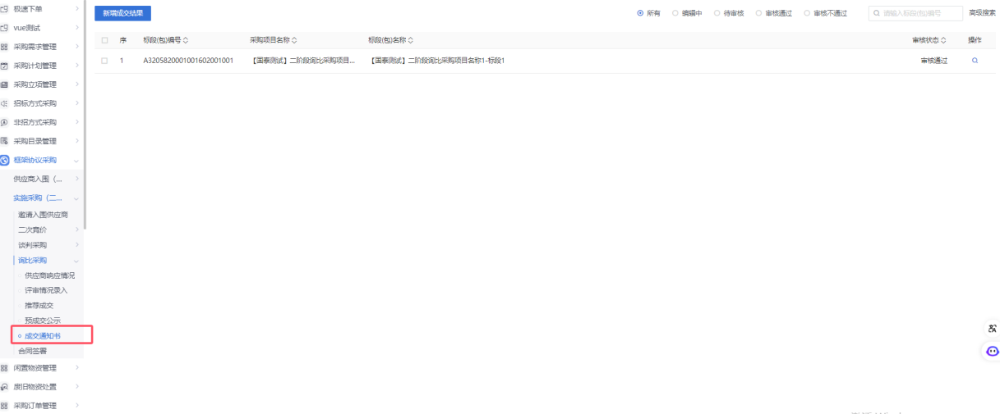 极速下单
vue测试
采购需求管理
采购计划管理
采购立项管理
招标方式采购
非招方式采购
采购目录管理
框架协议采购
供应商入围（...
实施采购（二...
邀请入围供应商
二次竞价
谈判采购
询比采购
供应商响应情况
评审情况录入
推荐成交
预成交公示
成交通知书
合同签署
闲置物资管理
废旧物资处置
采购订单管理
新增成交结果 所有 编辑中 待审核 审核通过 审核不通过 请输入标段(包)编号 高级搜索
序 标段(包)编号 采购项目名称 标段(包)名称 审核状态 操作
1 A3205820001001602001001 【国泰测试】二阶段询比采购项目... 【国泰测试】二阶段询比采购项目名称1-标段1 审核通过